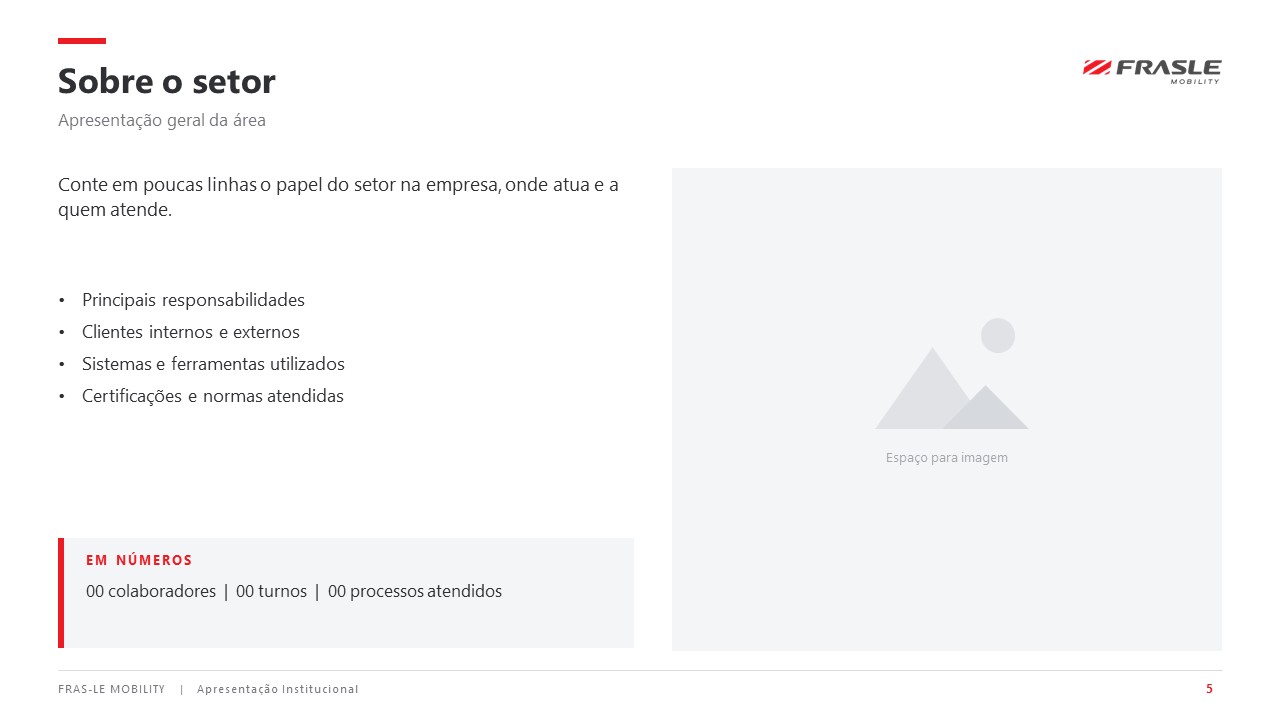 Sobre o setor
Apresentação geral da área
FRASLE
MOBILITY
Conte em poucas linhas o papel do setor na empresa, onde atua e a
quem atende.
• Principais responsabilidades
• Clientes internos e externos
• Sistemas e ferramentas utilizados
• Certificações e normas atendidas
Espaço para imagem
EM NÚMEROS
00 colaboradores | 00 turnos | 00 processos atendidos
FRAS-LE MOBILITY | Apresentação Institucional
5